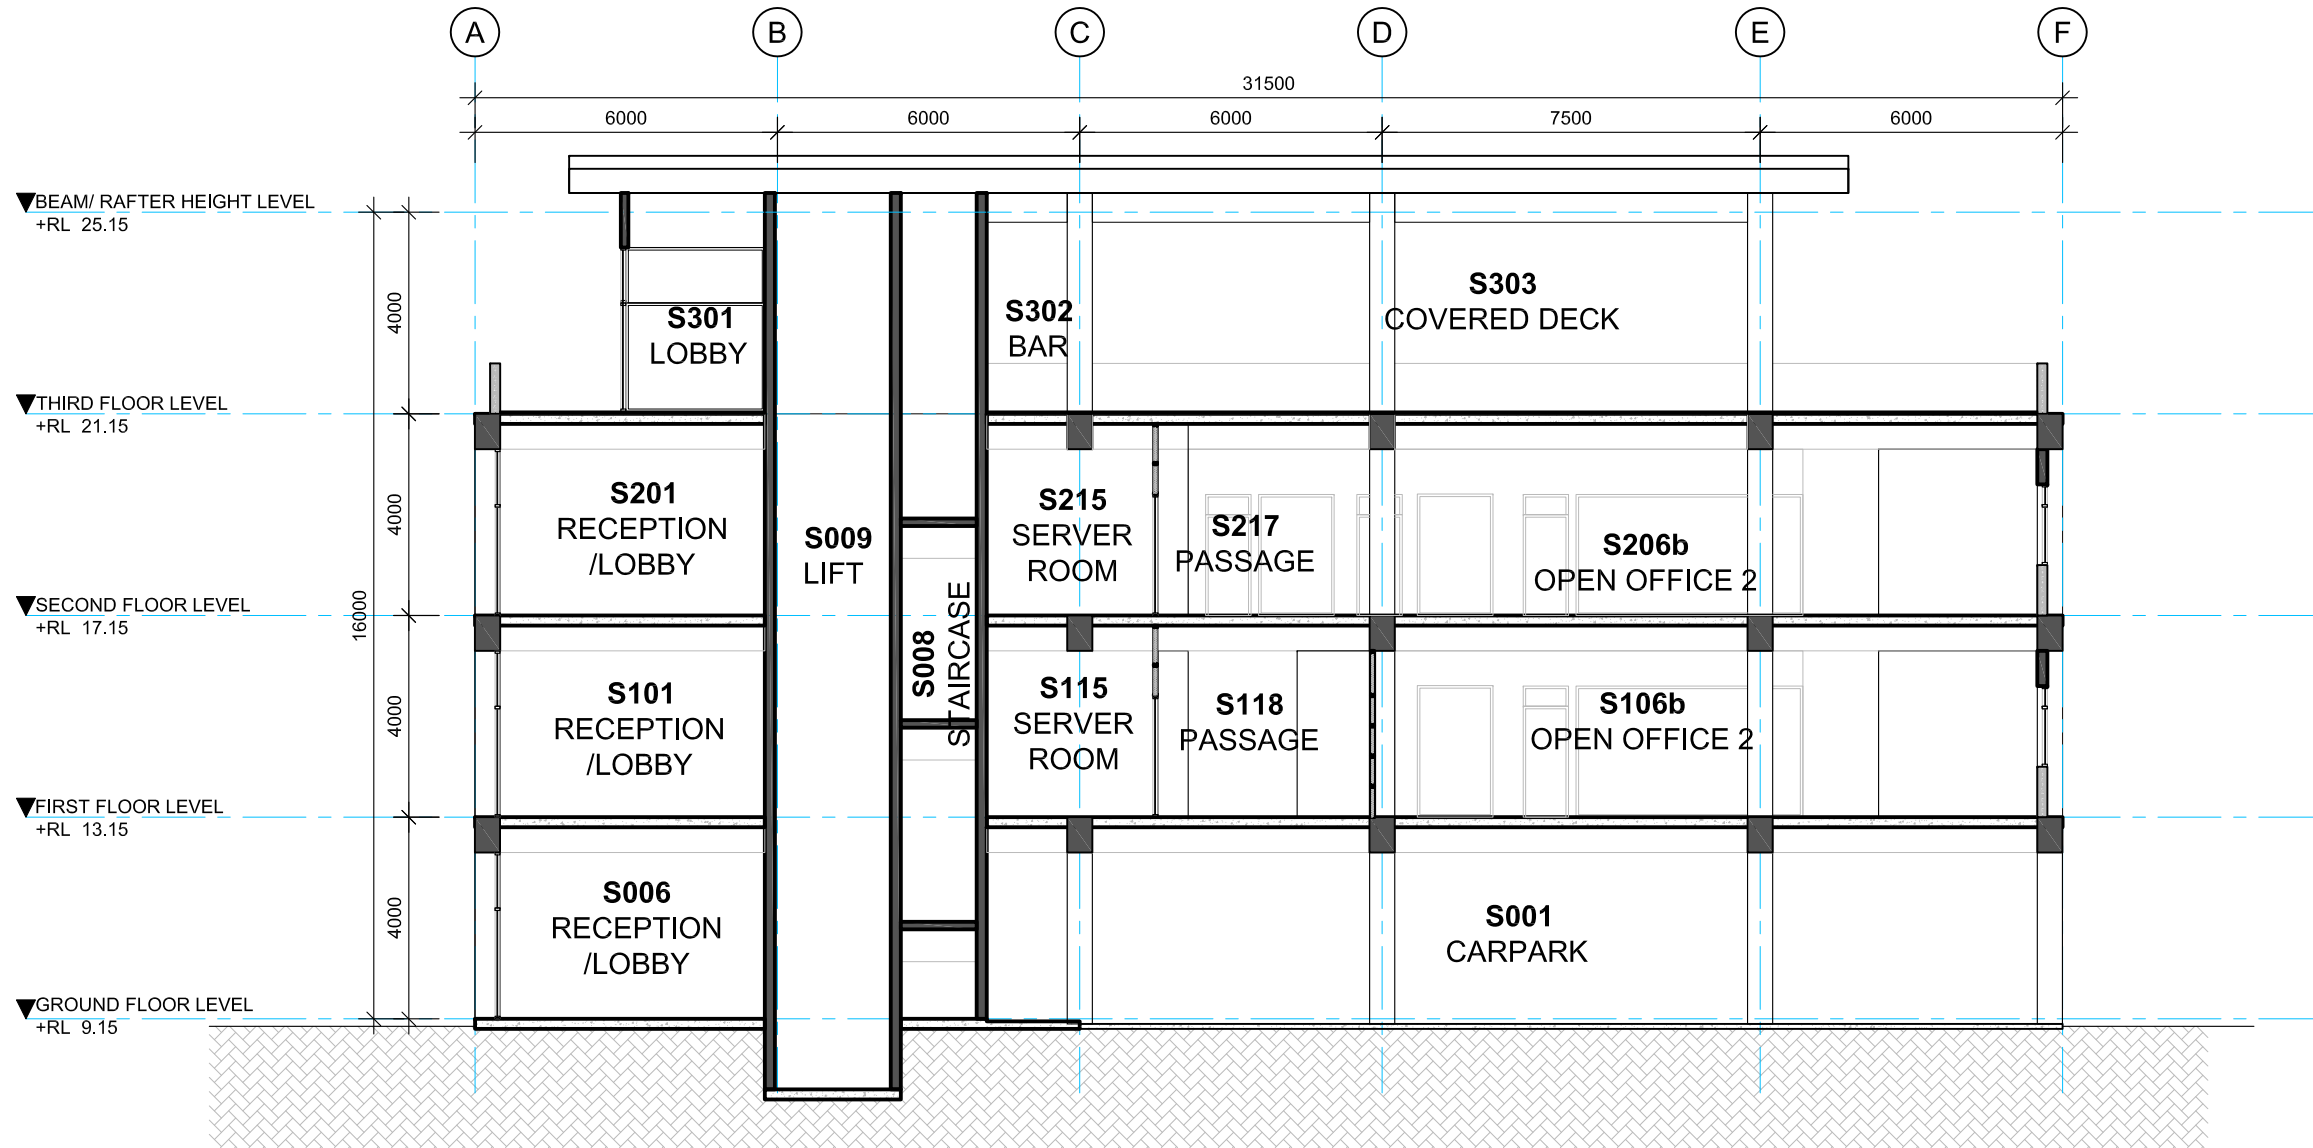 A
B
C
D
E
F
31500
6000
6000
6000
7500
6000
BEAM/ RAFTER HEIGHT LEVEL
+RL 25.15
4000
S301
LOBBY
S302
BAR
S303
COVERED DECK
THIRD FLOOR LEVEL
+RL 21.15
4000
S201
RECEPTION
/LOBBY
S009
LIFT
S215
SERVER
ROOM
S217
PASSAGE
S206b
OPEN OFFICE 2
SECOND FLOOR LEVEL
+RL 17.15
16000
4000
S101
RECEPTION
/LOBBY
S008
STAIRCASE
S115
SERVER
ROOM
S118
PASSAGE
S106b
OPEN OFFICE 2
FIRST FLOOR LEVEL
+RL 13.15
4000
S006
RECEPTION
/LOBBY
S001
CARPARK
GROUND FLOOR LEVEL
+RL 9.15